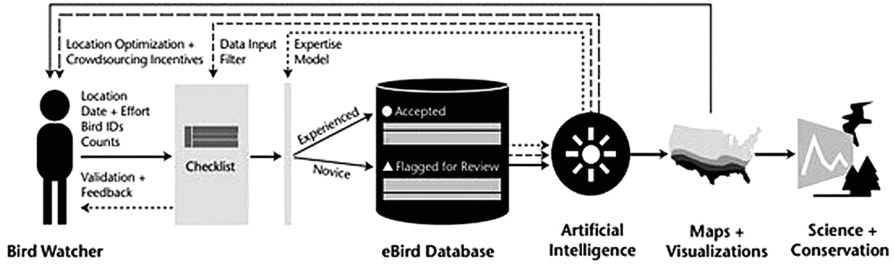 Location Optimization +
Crowdsourcing Incentives
Data Input
Filter
Expertise
Model
Location
Date + Effort
Bird IDs
Counts
Validation +
Feedback
Checklist
Experienced
Novice
Accepted
Flagged for Review
Bird Watcher
eBird Database
Artificial
Intelligence
Maps +
Visualizations
Science +
Conservation